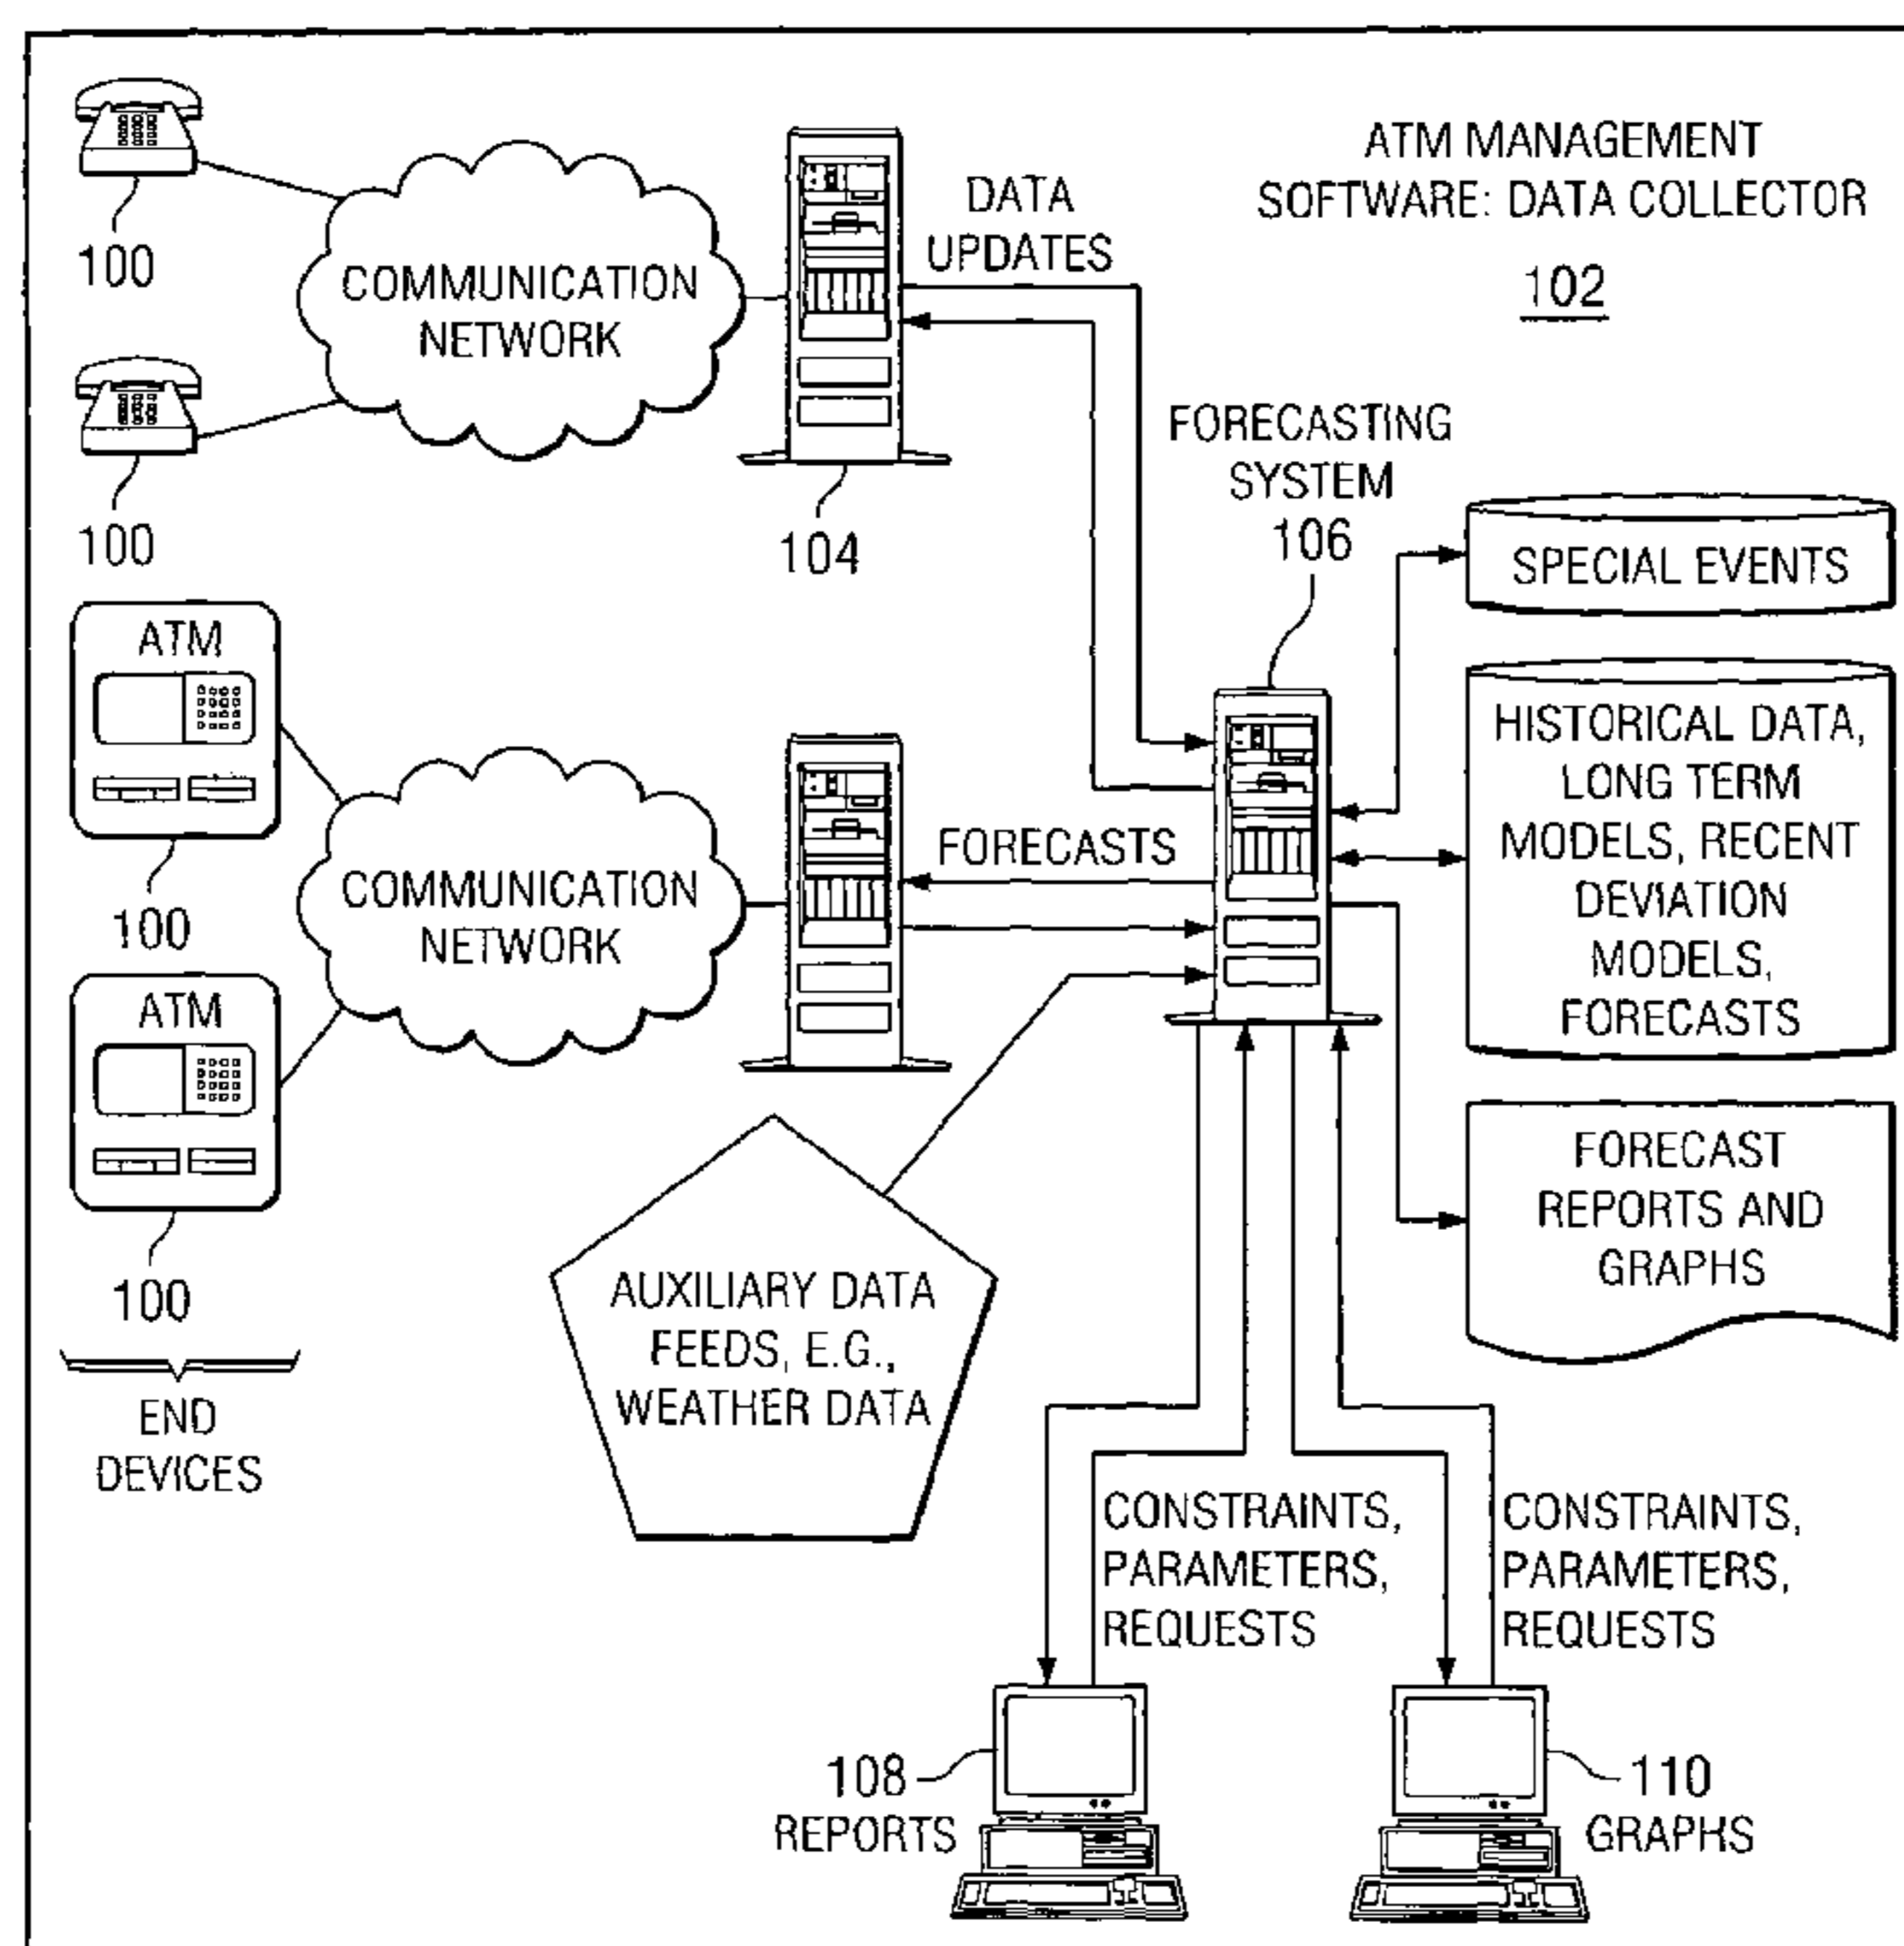 ATM MANAGEMENT
SOFTWARE: DATA COLLECTOR
102
100
COMMUNICATION
NETWORK
100
DATA
UPDATES
104
FORECASTING
SYSTEM
106
SPECIAL EVENTS
HISTORICAL DATA,
LONG TERM
MODELS, RECENT
DEVIATION
MODELS,
FORECASTS
ATM
100
COMMUNICATION
NETWORK
FORECASTS
ATM
100
END
DEVICES
AUXILIARY DATA
FEEDS, E.G.,
WEATHER DATA
FORECAST
REPORTS AND
GRAPHS
CONSTRAINTS,
PARAMETERS,
REQUESTS
CONSTRAINTS,
PARAMETERS,
REQUESTS
108
REPORTS
110
GRAPHS